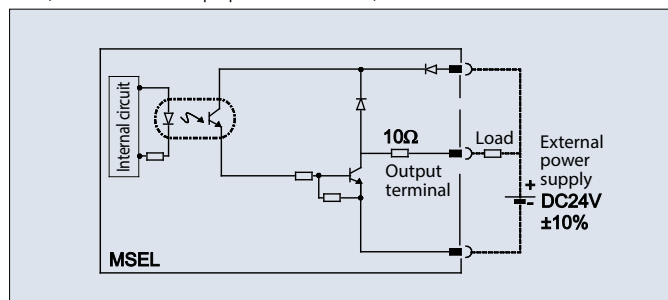 Internal circuit
10Ω
Output
terminal
Load
External
power
supply
+
- DC24V
±10%
MSEL